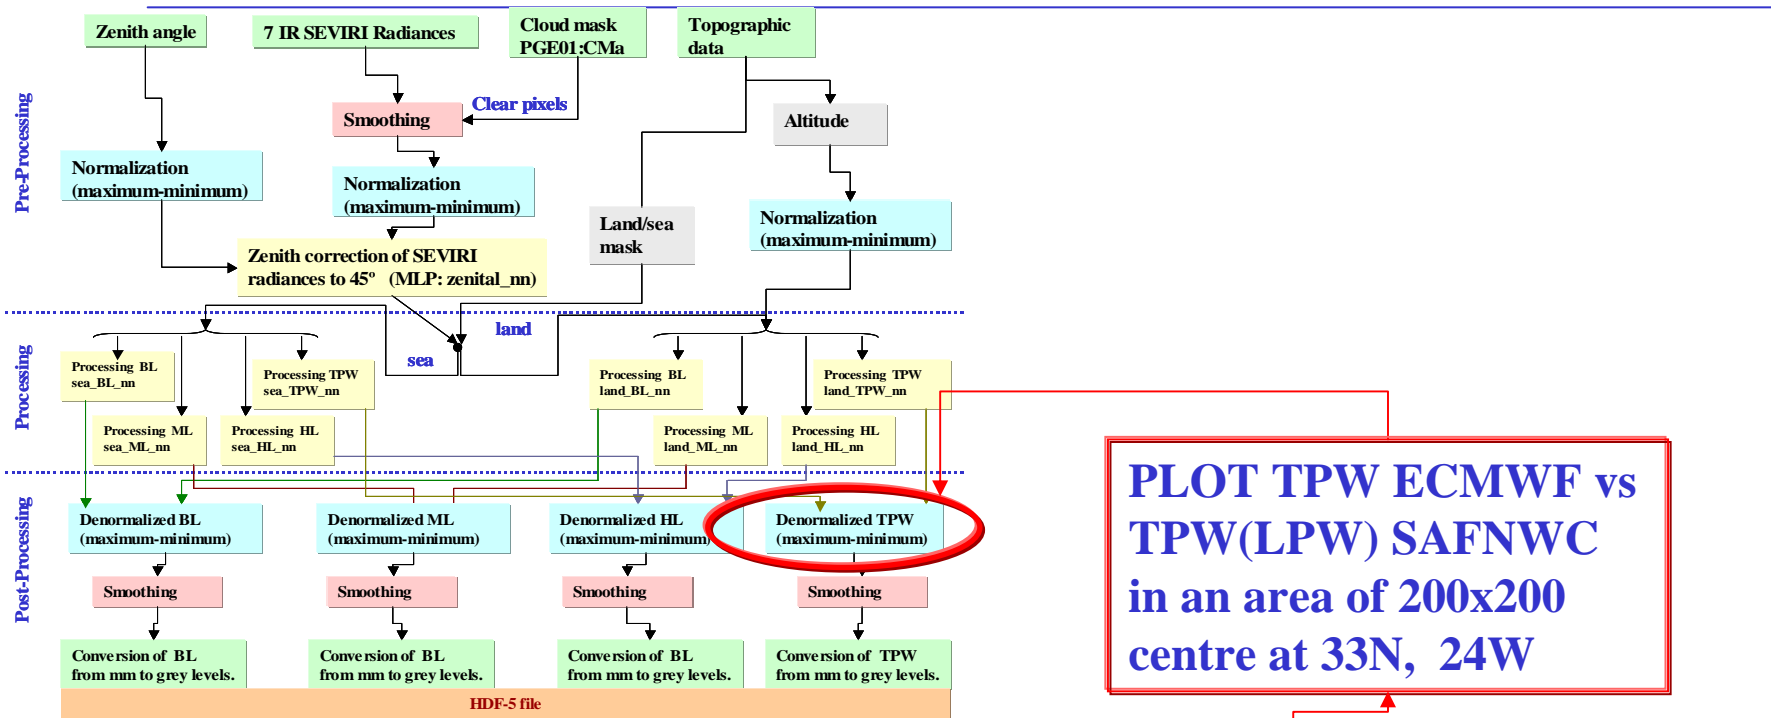 Zenith angle
7 IR SEVIRI Radiances
Cloud mask
PGE01:CMa
Topographic
data
Pre-Processing
Clear pixels
Smoothing
Altitude
Normalization
(maximum-minimum)
Normalization
(maximum-minimum)
Land/sea
mask
Normalization
(maximum-minimum)
Zenith correction of SEVIRI
radiances to 45º (MLP: zenital_nn)
land
sea
Processing
Processing BL
sea_BL_nn
Processing TPW
sea_TPW_nn
Processing BL
land_BL_nn
Processing TPW
land_TPW_nn
Processing ML
sea_ML_nn
Processing HL
sea_HL_nn
Processing ML
land_ML_nn
Processing HL
land_HL_nn
Post-Processing
Denormalized BL
(maximum-minimum)
Denormalized ML
(maximum-minimum)
Denormalized HL
(maximum-minimum)
Denormalized TPW
(maximum-minimum)
Smoothing
Smoothing
Smoothing
Smoothing
Conversion of BL
from mm to grey levels.
Conversion of BL
from mm to grey levels.
Conversion of BL
from mm to grey levels.
Conversion of TPW
from mm to grey levels.
HDF-5 file
PLOT TPW ECMWF vs
TPW(LPW) SAFNWC
in an area of 200x200
centre at 33N, 24W